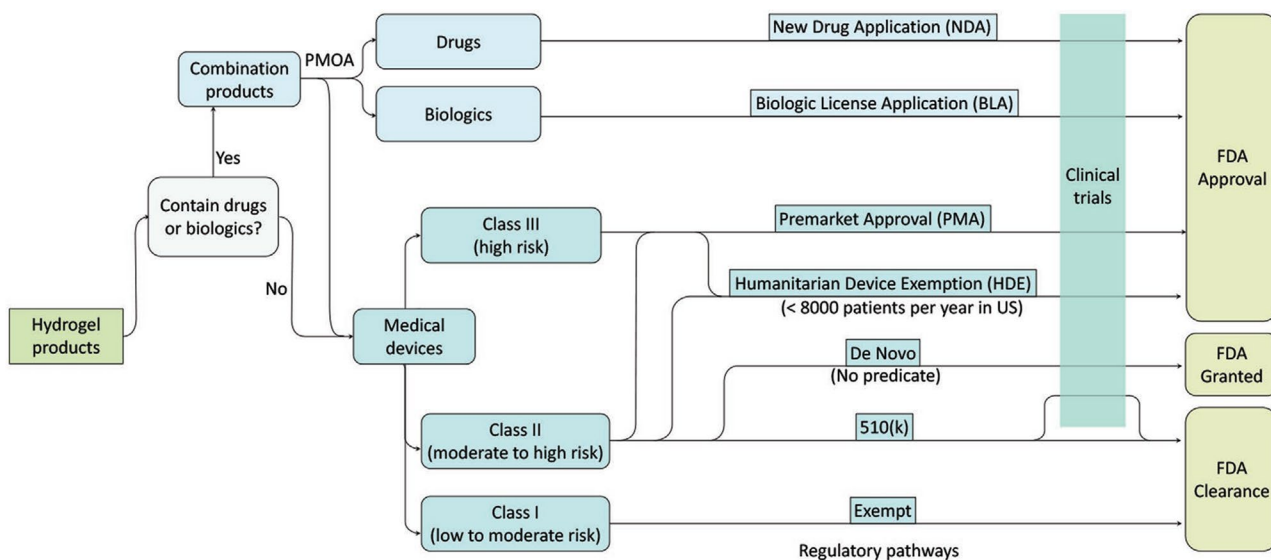 Drugs
New Drug Application (NDA)
PMOA
Combination
products
Biologics
Biologic License Application (BLA)
Yes
FDA
Approval
Clinical
trials
Contain drugs
or biologics?
Class III
(high risk)
Premarket Approval (PMA)
No
Humanitarian Device Exemption (HDE)
(< 8000 patients per year in US)
Hydrogel
products
Medical
devices
De Novo
(No predicate)
FDA
Granted
Class II
(moderate to high risk)
510(k)
FDA
Clearance
Class I
(low to moderate risk)
Exempt
Regulatory pathways